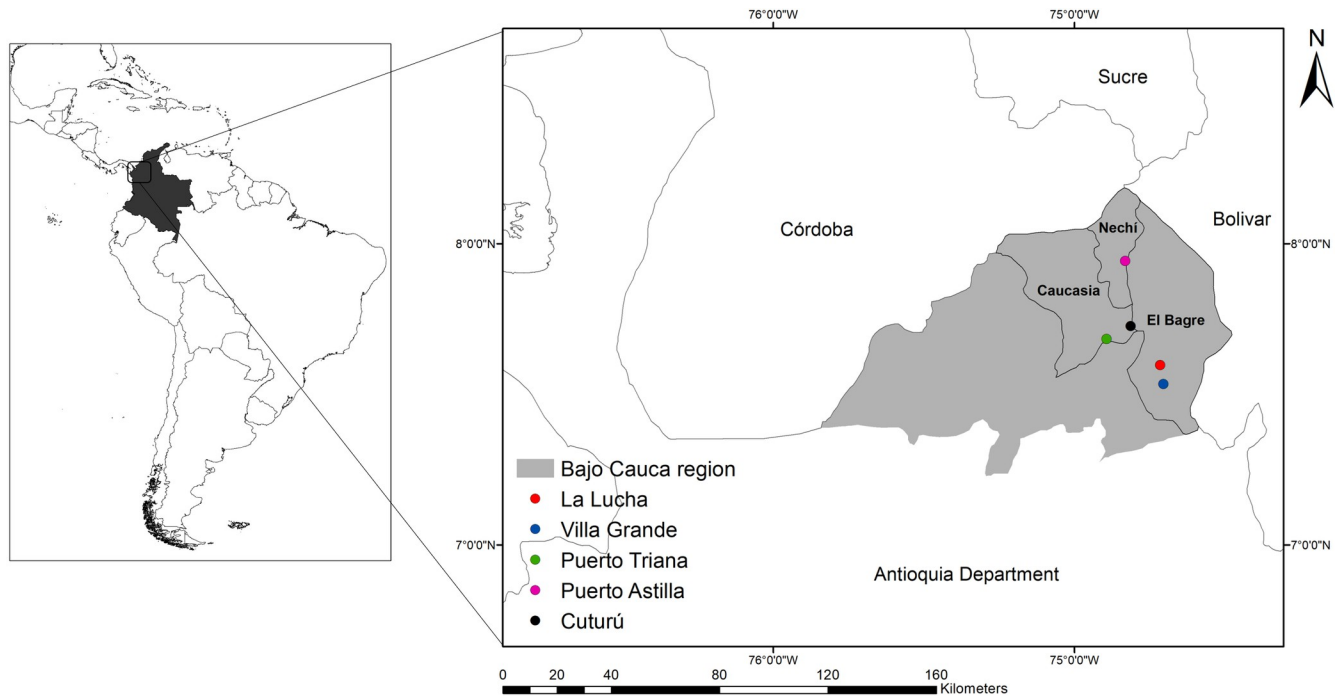 76°0'0"W
75°0'0"W
N
Sucre
Bolivar
Córdoba
Nechí
8°0'0"N
8°0'0"N
Caucasia
El Bagre
Bajo Cauca region
La Lucha
Villa Grande
Puerto Triana
Puerto Astilla
Cuturú
7°0'0"N
7°0'0"N
Antioquia Department
76°0'0"W
75°0'0"W
0 20 40 80 120 160
Kilometers